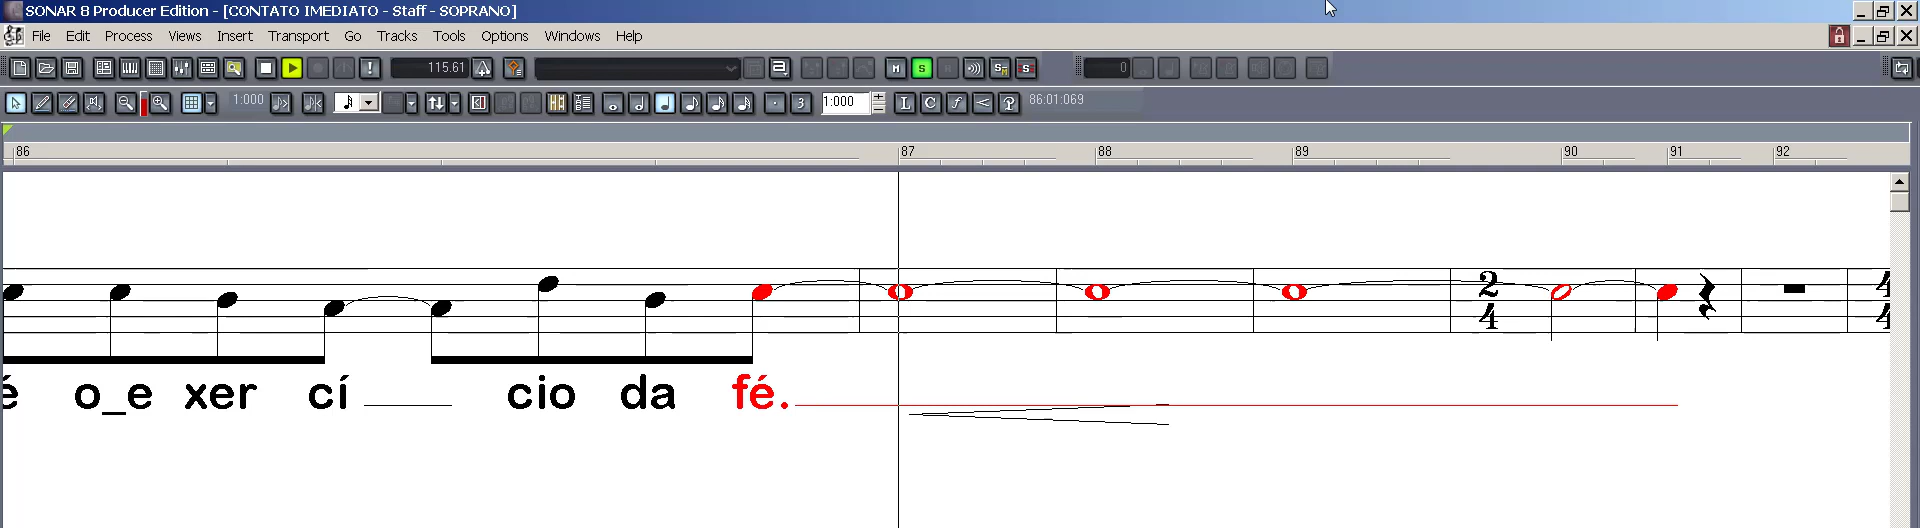 SONAR 8 Producer Edition - [CONTATO IMEDIATO - Staff - SOPRANO]
File Edit Process Views Insert Transport Go Tracks Tools Options Windows Help
115.61 M S R S 0
1:000 3 1:000 L C f < P 86:01:069
86 87 88 89 90 91 92
2 4
4 4
é o_e xer cí cio da fé.